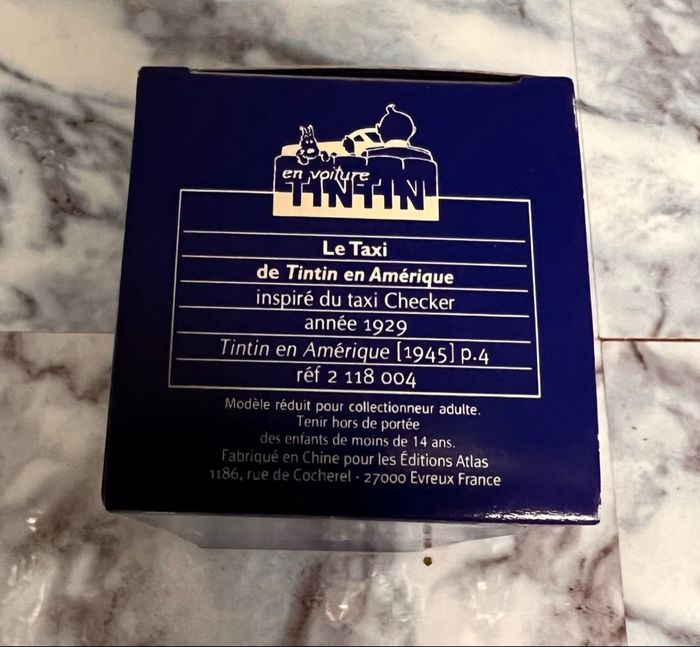 en voiture
TINTIN
Le Taxi
de Tintin en Amérique
inspiré du taxi Checker
année 1929
Tintin en Amérique [1945] p.4
réf 2 118 004
Modèle réduit pour collectionneur adulte.
Tenir hors de portée
des enfants de moins de 14 ans.
Fabriqué en Chine pour les Éditions Atlas
1186, rue de Cocherel - 27000 Evreux France